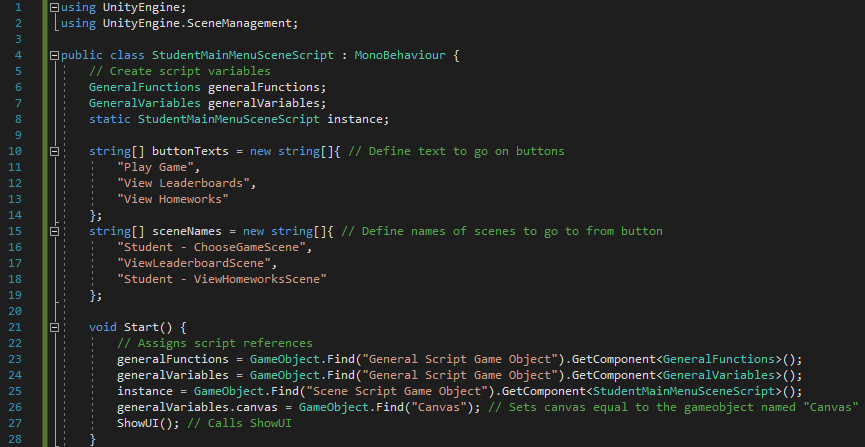 1 using UnityEngine;
2 using UnityEngine.SceneManagement;
3
4 public class StudentMainMenuSceneScript : MonoBehaviour {
5 // Create script variables
6 GeneralFunctions generalFunctions;
7 GeneralVariables generalVariables;
8 static StudentMainMenuSceneScript instance;
9
10 string[] buttonTexts = new string[]{ // Define text to go on buttons
11 "Play Game",
12 "View Leaderboards",
13 "View Homeworks"
14 };
15 string[] sceneNames = new string[]{ // Define names of scenes to go to from button
16 "Student - ChooseGameScene",
17 "ViewLeaderboardScene",
18 "Student - ViewHomeworksScene"
19 };
20
21 void Start() {
22 // Assigns script references
23 generalFunctions = GameObject.Find("General Script Game Object").GetComponent<GeneralFunctions>();
24 generalVariables = GameObject.Find("General Script Game Object").GetComponent<GeneralVariables>();
25 instance = GameObject.Find("Scene Script Game Object").GetComponent<StudentMainMenuSceneScript>();
26 generalVariables.canvas = GameObject.Find("Canvas"); // Sets canvas equal to the gameobject named "Canvas"
27 ShowUI(); // Calls ShowUI
28 }